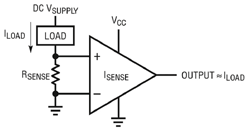 DC VSUPPLY
VCC
ILOAD
LOAD
+
RSENSE
ISENSE
OUTPUT ≈ ILOAD
−